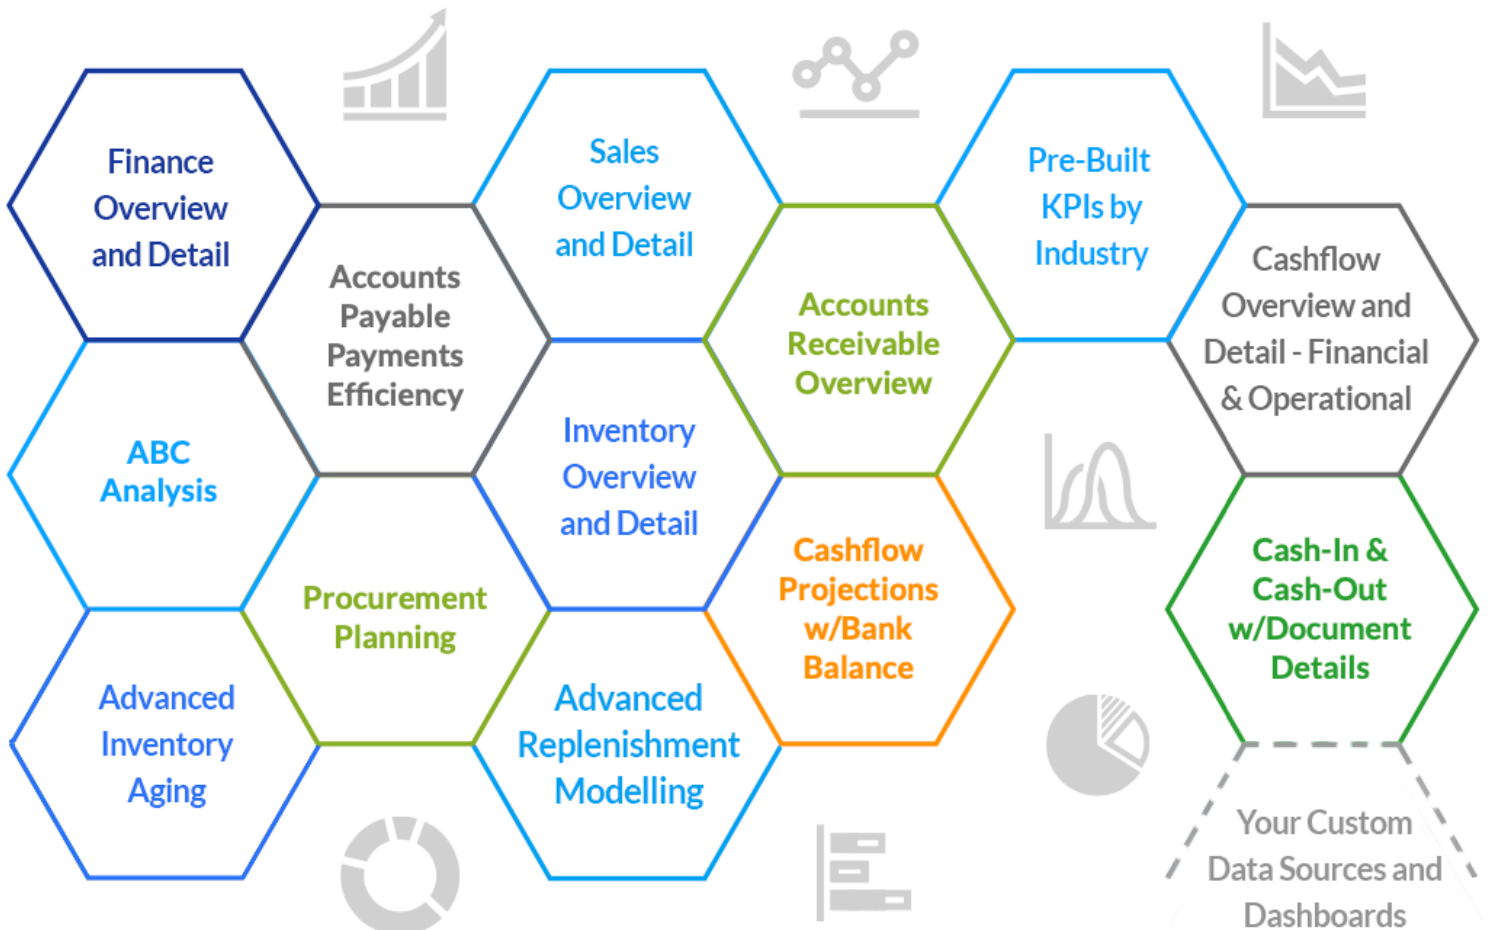 Finance
Overview
and Detail
Accounts
Payable
Payments
Efficiency
Sales
Overview
and Detail
Accounts
Receivable
Overview
Pre-Built
KPIs by
Industry
Cashflow
Overview and
Detail - Financial
& Operational
ABC
Analysis
Procurement
Planning
Inventory
Overview
and Detail
Cashflow
Projections
w/Bank
Balance
Cash-In &
Cash-Out
w/Document
Details
Advanced
Inventory
Aging
Advanced
Replenishment
Modelling
Your Custom
Data Sources and
Dashboards